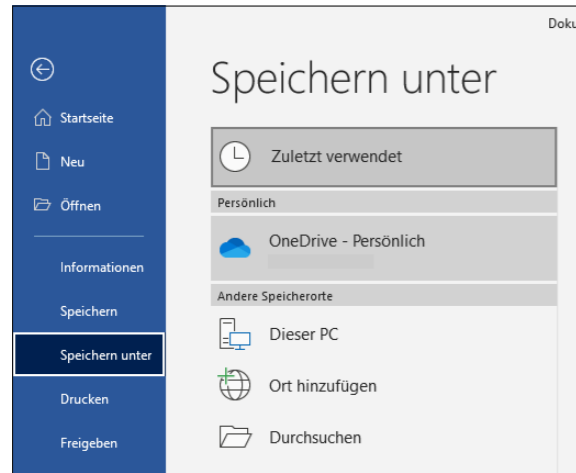 Speichern unter
Startseite
Neu
Öffnen
Informationen
Speichern
Speichern unter
Drucken
Freigeben
Zuletzt verwendet
Persönlich
OneDrive - Persönlich
Andere Speicherorte
Dieser PC
Ort hinzufügen
Durchsuchen